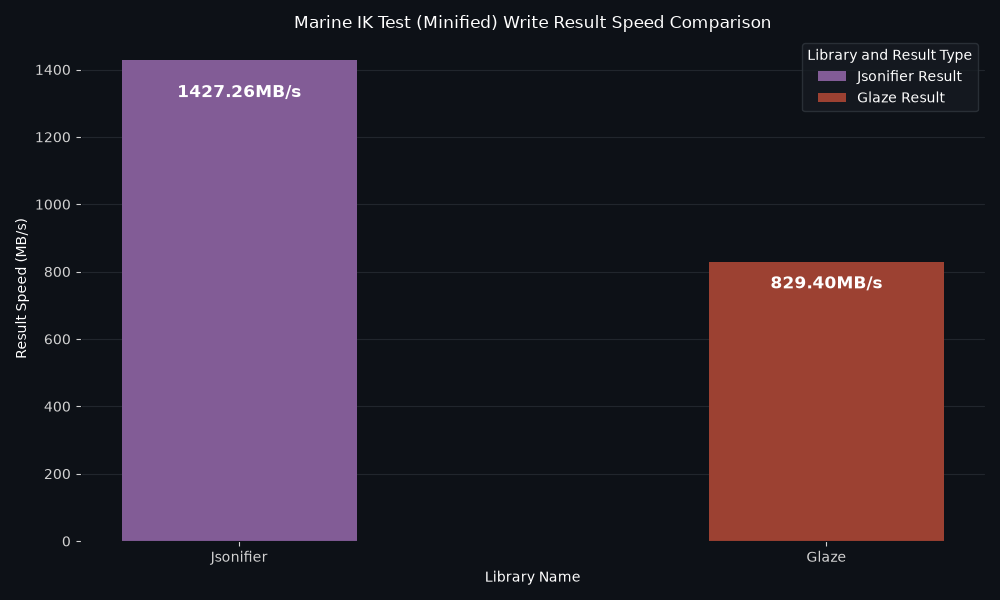 Marine IK Test (Minified) Write Result Speed Comparison
Library and Result Type
Jsonifier Result
Glaze Result
1427.26MB/s
829.40MB/s
Result Speed (MB/s)
1400
1200
1000
800
600
400
200
0
Jsonifier
Glaze
Library Name